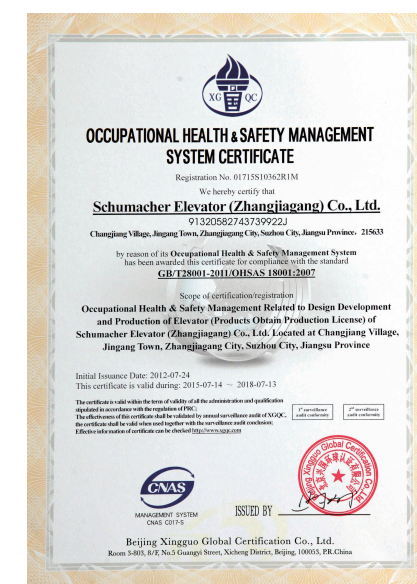 XG QC
OCCUPATIONAL HEALTH & SAFETY MANAGEMENT
SYSTEM CERTIFICATE
Registration No. 01715S10362R1M
We hereby certify that
Schumacher Elevator (Zhangjiagang) Co., Ltd.
91320582743739922J
Changjiang Village, Jingang Town, Zhangjiagang City, Suzhou City, Jiangsu Province, 215633
by reason of its Occupational Health & Safety Management System
has been awarded this certificate for compliance with the standard
GB/T28001-2011/OHSAS 18001:2007
Scope of certification/registration
Occupational Health & Safety Management Related to Design Development
and Production of Elevator (Products Obtain Production License) of
Schumacher Elevator (Zhangjiagang) Co., Ltd. Located at Changjiang Village,
Jingang Town, Zhangjiagang City, Suzhou City, Jiangsu Province
Initial Issuance Date: 2012-07-24
This certificate is valid during: 2015-07-14 ~ 2018-07-13
The certificate is valid within the term of validity of all the administration and qualification
stipulated in accordance with the regulation of PRC;
The effectiveness of this certificate shall be validated by annual surveillance audit of XGQC,
the certificate shall be valid when used together with the surveillance audit conclusion;
Effective information of certificate can be checked http://www.xgqc.com
1st surveillance
audit conformity
2nd surveillance
audit conformity
CNAS
MANAGEMENT SYSTEM
CNAS C017-S
ISSUED BY
Beijing Xingguo Global Certification Co., Ltd
Beijing Xingguo Global Certification Co., Ltd.
Room 3-803, 8/F, No.5 Guangyi Street, Xicheng District, Beijing, 100053, P.R.China